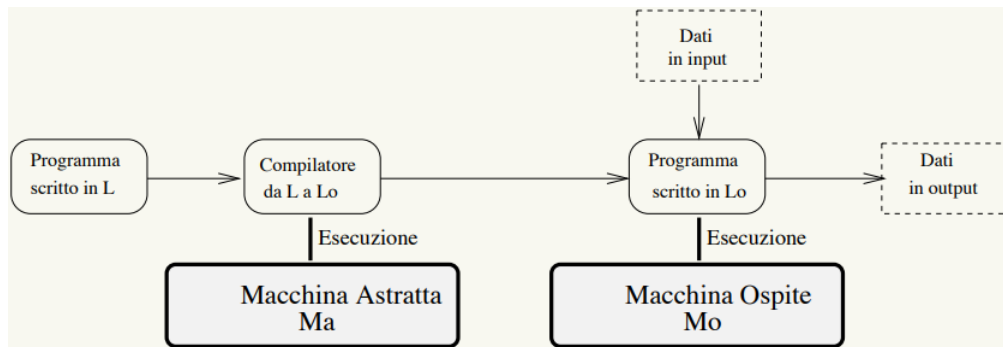 Dati
in input
Programma
scritto in L
Compilatore
da L a Lo
Programma
scritto in Lo
Dati
in output
Esecuzione
Esecuzione
Macchina Astratta
Ma
Macchina Ospite
Mo